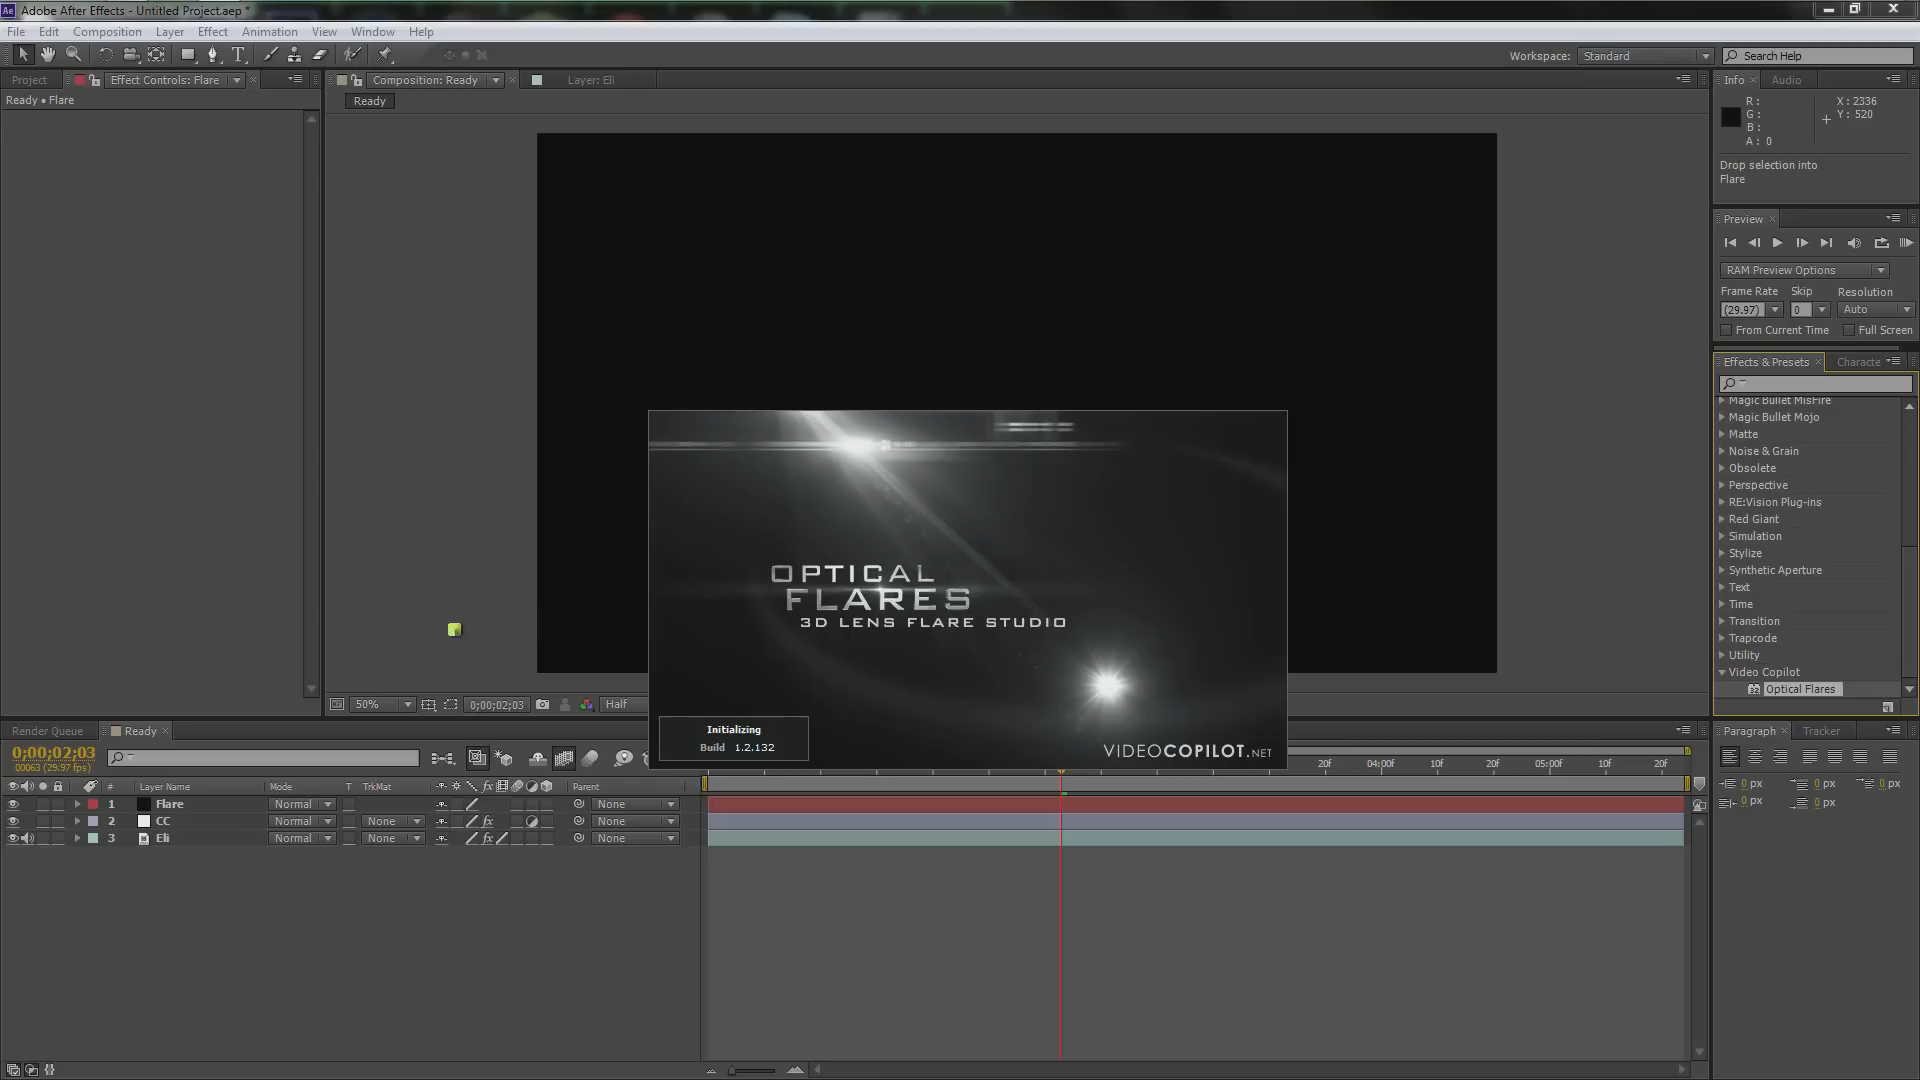 Ae Adobe After Effects - Untitled Project.aep *
File Edit Composition Layer Effect Animation View Window Help
T Workspace: Standard Search Help
Project Effect Controls: Flare
Ready • Flare
Composition: Ready Layer: Eli
Ready
Info Audio
R :
G :
B :
A : 0
X : 2336
Y : 520
Drop selection into
Flare
Preview
RAM Preview Options
Frame Rate Skip Resolution
(29.97) 0 Auto
From Current Time Full Screen
Effects & Presets Characte
Magic Bullet MisFire
Magic Bullet Mojo
Matte
Noise & Grain
Obsolete
Perspective
RE:Vision Plug-ins
Red Giant
Simulation
Stylize
Synthetic Aperture
Text
Time
Transition
Trapcode
Utility
Video Copilot
32 Optical Flares
OPTICAL
FLARES
3D LENS FLARE STUDIO
Initializing
Build 1.2.132
VIDEOCOPILOT.NET
50% 0;00;02;03 Half
Render Queue Ready
0;00;02;03
00063 (29.97 fps)
# Layer Name Mode T TrkMat fx Parent
1 Flare Normal None
2 CC Normal None fx None
3 Eli Normal None fx None
20f 04:00f 10f 20f 05:00f 10f 20f
Paragraph Tracker
0 px 0 px 0 px
0 px 0 px